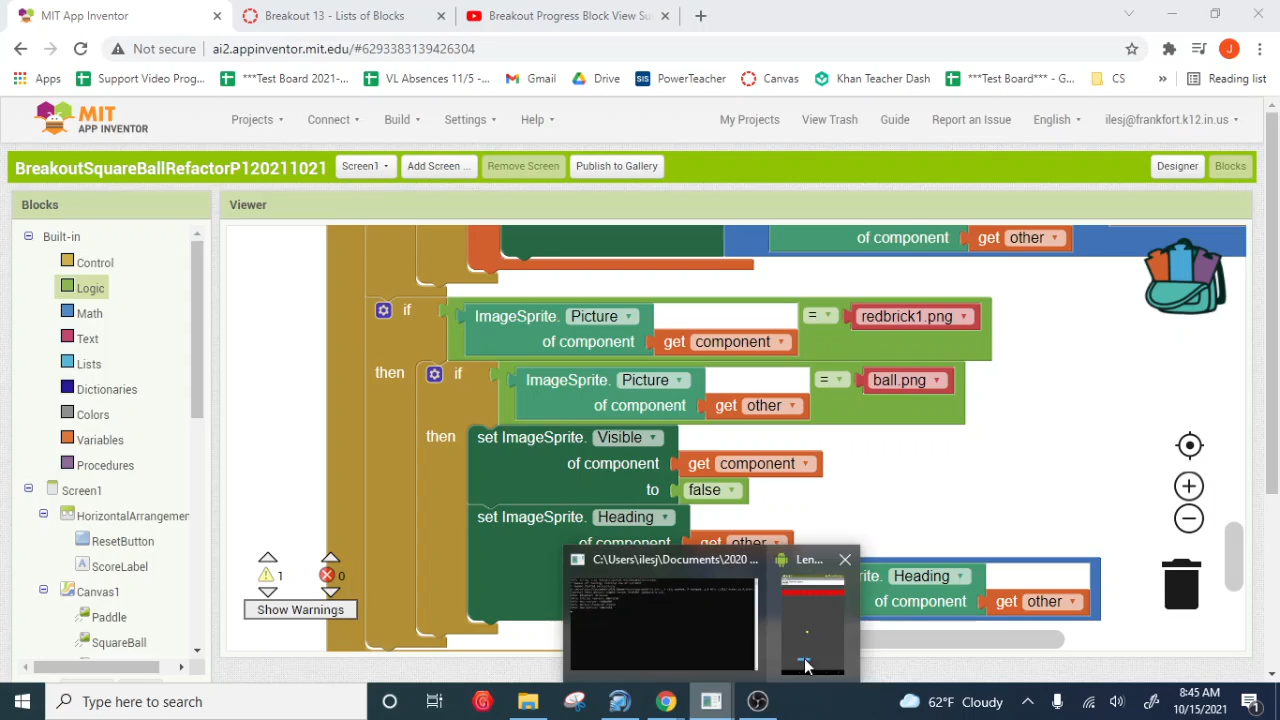 MIT App Inventor
Breakout 13 - Lists of Blocks
Breakout Progress Block View Su
Not secure
ai2.appinventor.mit.edu/#6293383139426304
J
Apps
Support Video Prog...
***Test Board 2021-...
VL Absences 11/5 -...
Gmail
Drive
SIS PowerTeacher
Canvas
Khan Teacher Dash
***Test Board*** - G...
CS
»
Reading list
MIT
APP INVENTOR
Projects
Connect
Build
Settings
Help
My Projects
View Trash
Guide
Report an Issue
English
ilesj@frankfort.k12.in.us
BreakoutSquareBallRefactorP120211021
Screen1
Add Screen ...
Remove Screen
Publish to Gallery
Designer
Blocks
Blocks
Viewer
Built-in
Control
Logic
Math
Text
Lists
Dictionaries
Colors
Variables
Procedures
Screen1
HorizontalArrangemer
ResetButton
ScoreLabel
Canvas1
Paddle
SquareBall
of component get other
if ImageSprite. Picture = redbrick1.png
of component get component
then if ImageSprite. Picture = ball.png
of component get other
then set ImageSprite. Visible
of component get component
to false
set ImageSprite. Heading
get other
te. Heading
of component get other
1
0
Show Warnings
C:\Users\ilesj\Documents\2020 ...
Len...
Type here to search
62°F Cloudy
8:45 AM
10/15/2021
1